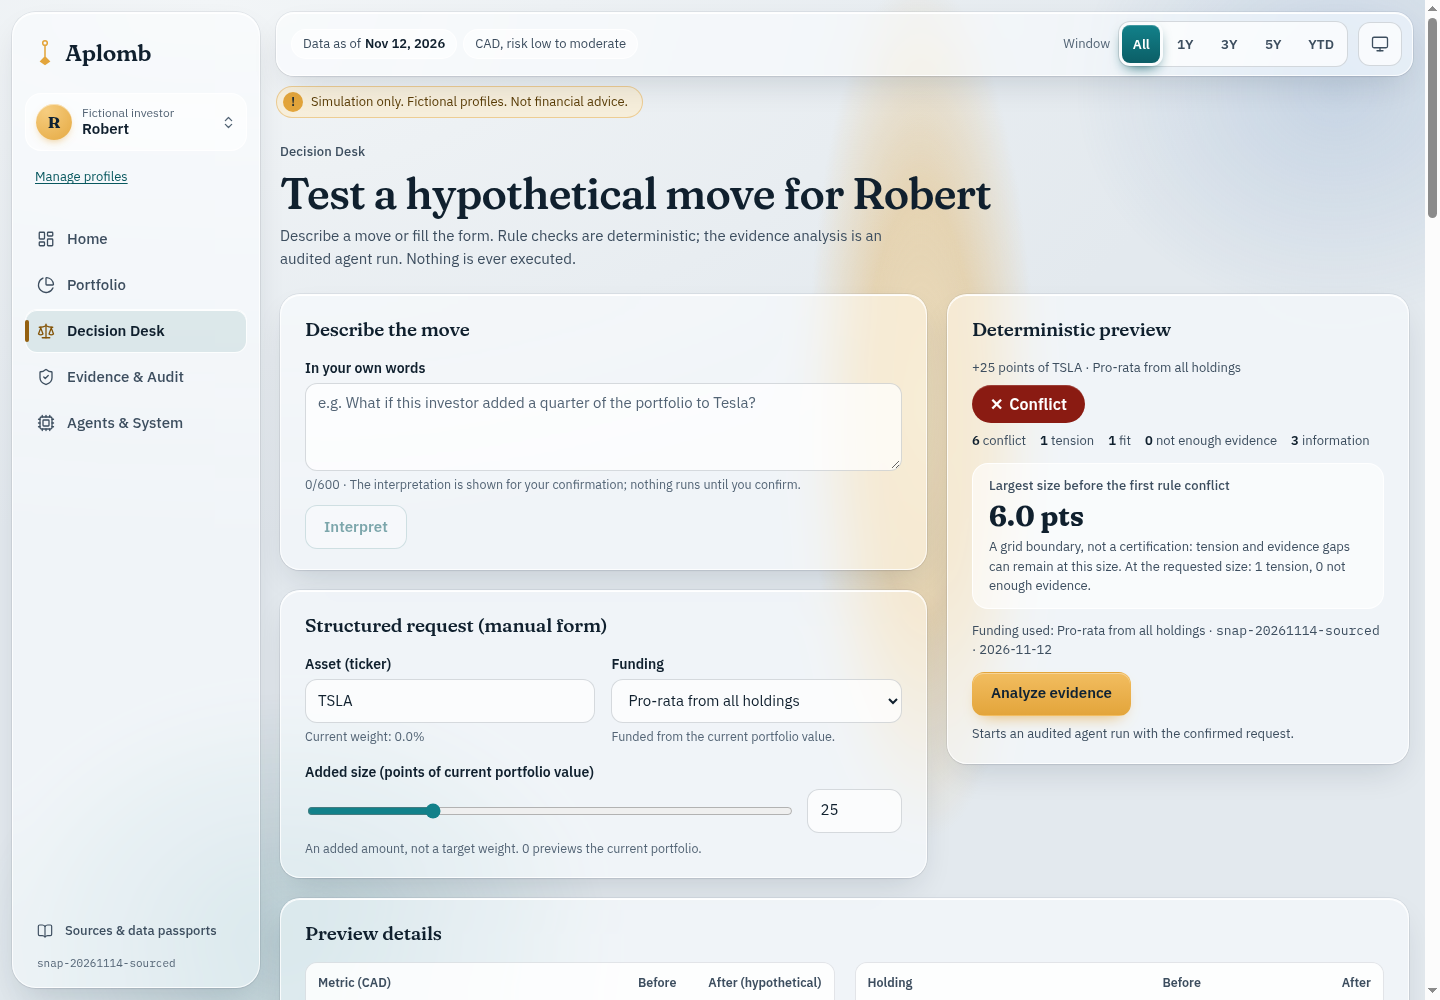 Aplomb
R
Fictional investor
Robert
Manage profiles
Home
Portfolio
Decision Desk
Evidence & Audit
Agents & System
Sources & data passports
snap-20261114-sourced
Data as of Nov 12, 2026
CAD, risk low to moderate
Window
All
1Y
3Y
5Y
YTD
! Simulation only. Fictional profiles. Not financial advice.
Decision Desk
Test a hypothetical move for Robert
Describe a move or fill the form. Rule checks are deterministic; the evidence analysis is an
audited agent run. Nothing is ever executed.
Describe the move
In your own words
e.g. What if this investor added a quarter of the portfolio to Tesla?
0/600 · The interpretation is shown for your confirmation; nothing runs until you confirm.
Interpret
Structured request (manual form)
Asset (ticker)
Funding
TSLA
Pro-rata from all holdings
Current weight: 0.0%
Funded from the current portfolio value.
Added size (points of current portfolio value)
25
An added amount, not a target weight. 0 previews the current portfolio.
Deterministic preview
+25 points of TSLA · Pro-rata from all holdings
✕ Conflict
6 conflict 1 tension 1 fit 0 not enough evidence 3 information
Largest size before the first rule conflict
6.0 pts
A grid boundary, not a certification: tension and evidence gaps
can remain at this size. At the requested size: 1 tension, 0 not
enough evidence.
Funding used: Pro-rata from all holdings · snap-20261114-sourced
· 2026-11-12
Analyze evidence
Starts an audited agent run with the confirmed request.
Preview details
Metric (CAD) Before After (hypothetical)
Holding Before After